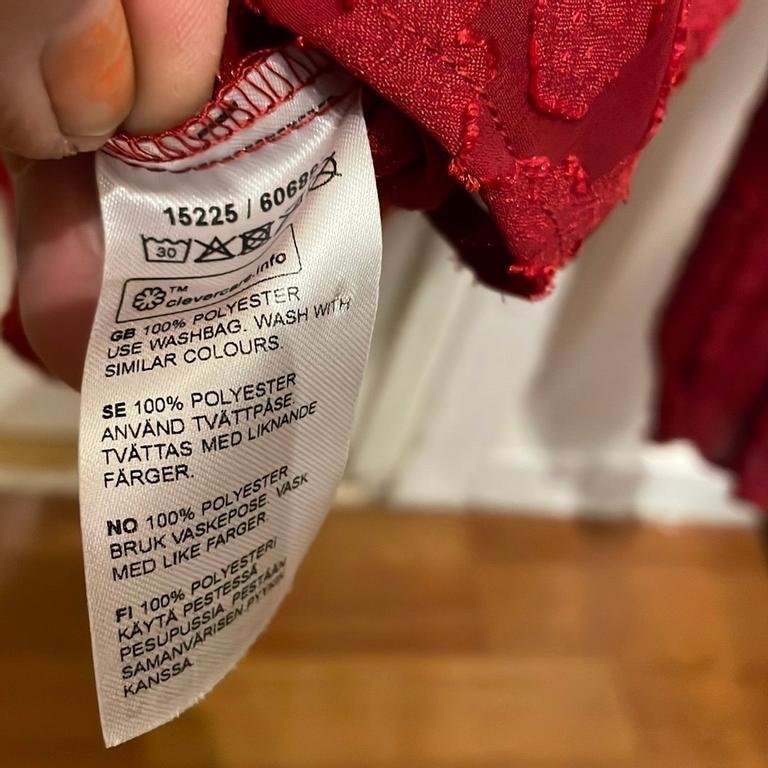 15225 / 6068
30
TM
clevercare.info
GB 100% POLYESTER
USE WASHBAG. WASH WITH
SIMILAR COLOURS.
SE 100% POLYESTER
ANVÄND TVÄTTPÅSE.
TVÄTTAS MED LIKNANDE
FÄRGER.
NO 100% POLYESTER
BRUK VASKEPOSE. VASK
MED LIKE FARGER.
FI 100% POLYESTERI
KÄYTÄ PESTESSÄ
PESUPUSSIA. PESTÄÄN
SAMANVÄRISEN PYYKIN
KANSSA.